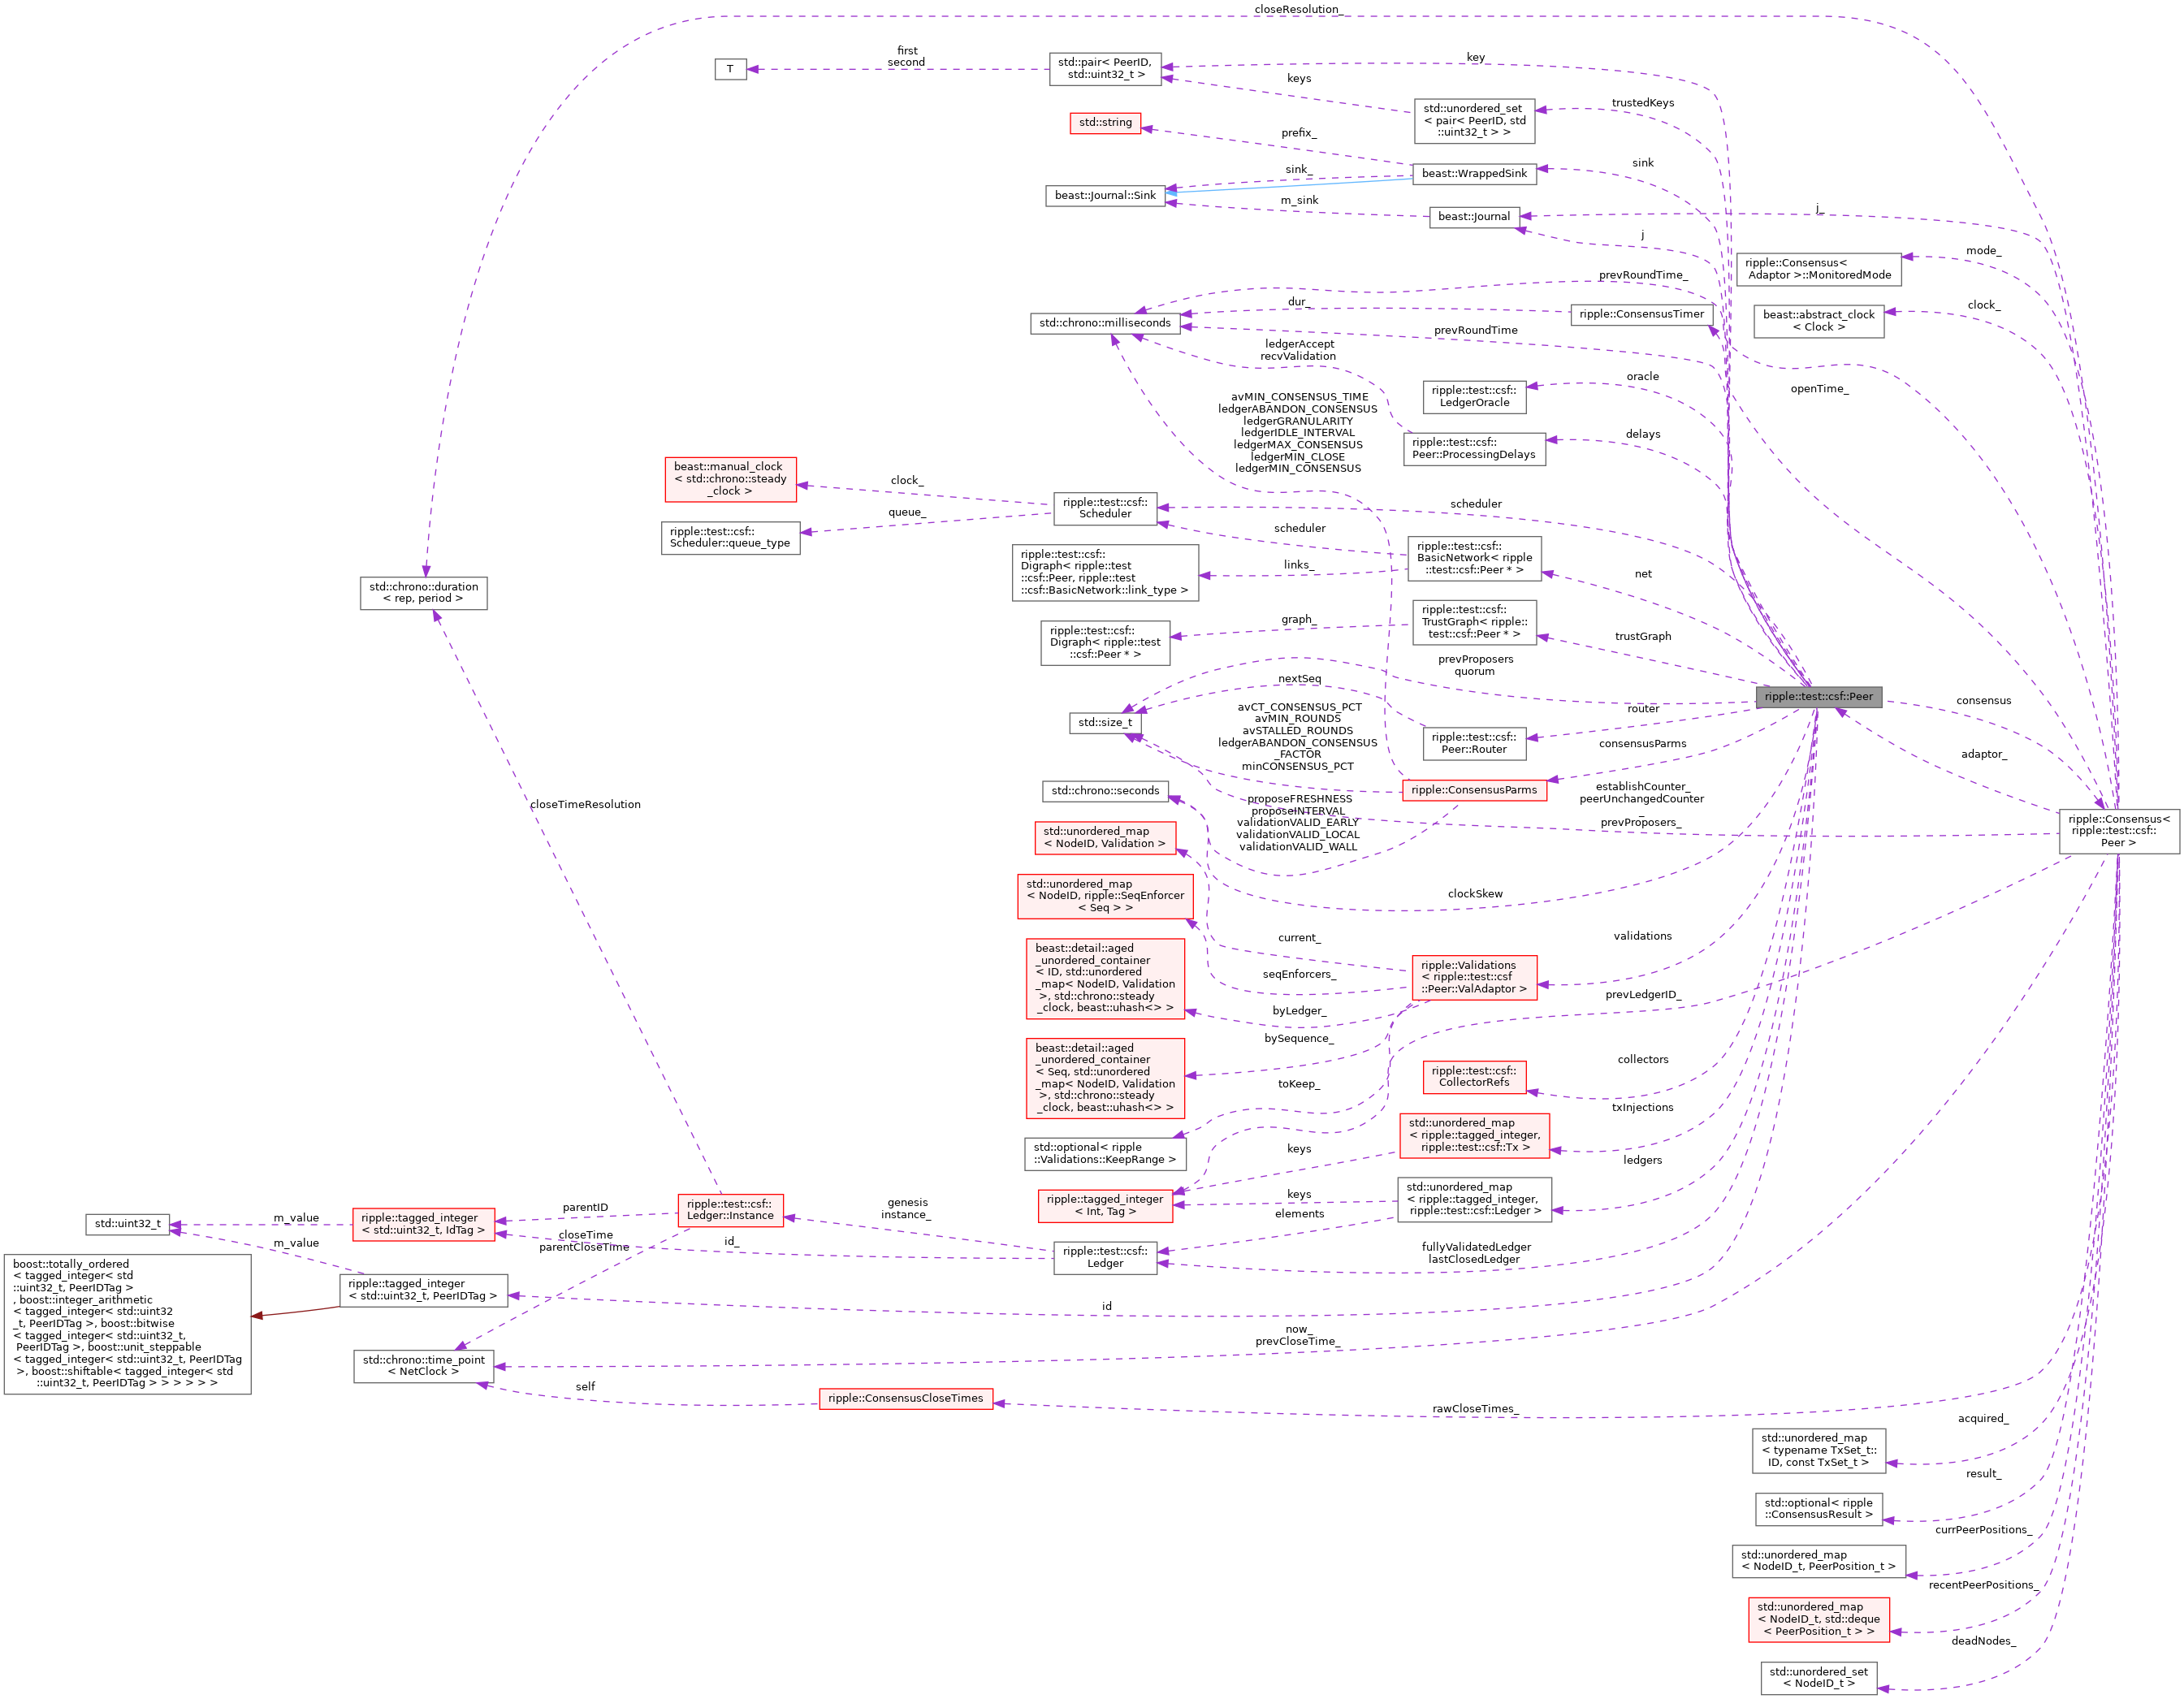 closeResolution_
first
second
T
std::pair< PeerID,
std::uint32_t >
key
keys
std::unordered_set
< pair< PeerID, std
::uint32_t > >
trustedKeys
std::string
prefix_
beast::WrappedSink
sink
sink_
beast::Journal::Sink
m_sink
beast::Journal
j_
j
ripple::Consensus<
Adaptor >::MonitoredMode
mode_
prevRoundTime_
dur_
ripple::ConsensusTimer
beast::abstract_clock
< Clock >
clock_
std::chrono::milliseconds
prevRoundTime
ledgerAccept
recvValidation
oracle
ripple::test::csf::
LedgerOracle
openTime_
avMIN_CONSENSUS_TIME
ledgerABANDON_CONSENSUS
ledgerGRANULARITY
ledgerIDLE_INTERVAL
ledgerMAX_CONSENSUS
ledgerMIN_CLOSE
ledgerMIN_CONSENSUS
ripple::test::csf::
Peer::ProcessingDelays
delays
beast::manual_clock
< std::chrono::steady
_clock >
clock_
queue_
ripple::test::csf::
Scheduler
scheduler
scheduler
ripple::test::csf::
Scheduler::queue_type
ripple::test::csf::
BasicNetwork< ripple
::test::csf::Peer * >
net
ripple::test::csf::
Digraph< ripple::test
::csf::Peer, ripple::test
::csf::BasicNetwork::link_type >
links_
std::chrono::duration
< rep, period >
ripple::test::csf::
TrustGraph< ripple::
test::csf::Peer * >
trustGraph
graph_
ripple::test::csf::
Digraph< ripple::test
::csf::Peer * >
prevProposers
quorum
nextSeq
ripple::test::csf::Peer
consensus
std::size_t
router
ripple::test::csf::
Peer::Router
avCT_CONSENSUS_PCT
avMIN_ROUNDS
avSTALLED_ROUNDS
ledgerABANDON_CONSENSUS
_FACTOR
minCONSENSUS_PCT
consensusParms
adaptor_
std::chrono::seconds
ripple::ConsensusParms
establishCounter_
peerUnchangedCounter
_
prevProposers_
proposeFRESHNESS
proposeINTERVAL
validationVALID_EARLY
validationVALID_LOCAL
validationVALID_WALL
ripple::Consensus<
ripple::test::csf::
Peer >
closeTimeResolution
std::unordered_map
< NodeID, Validation >
std::unordered_map
< NodeID, ripple::SeqEnforcer
< Seq > >
clockSkew
current_
validations
ripple::Validations
< ripple::test::csf
::Peer::ValAdaptor >
seqEnforcers_
beast::detail::aged
_unordered_container
< ID, std::unordered
_map< NodeID, Validation
>, std::chrono::steady
_clock, beast::uhash<> >
byLedger_
prevLedgerID_
bySequence_
beast::detail::aged
_unordered_container
< Seq, std::unordered
_map< NodeID, Validation
>, std::chrono::steady
_clock, beast::uhash<> >
toKeep_
ripple::test::csf::
CollectorRefs
collectors
std::optional< ripple
::Validations::KeepRange >
std::unordered_map
< ripple::tagged_integer,
ripple::test::csf::Tx >
txInjections
keys
ledgers
ripple::tagged_integer
< Int, Tag >
keys
std::unordered_map
< ripple::tagged_integer,
ripple::test::csf::Ledger >
elements
ripple::test::csf::
Ledger::Instance
genesis
instance_
parentID
ripple::tagged_integer
< std::uint32_t, IdTag >
m_value
std::uint32_t
m_value
closeTime
parentCloseTime
id_
ripple::test::csf::
Ledger
fullyValidatedLedger
lastClosedLedger
boost::totally_ordered
< tagged_integer< std
::uint32_t, PeerIDTag >
, boost::integer_arithmetic
< tagged_integer< std::uint32
_t, PeerIDTag >, boost::bitwise
< tagged_integer< std::uint32_t,
PeerIDTag >, boost::unit_steppable
< tagged_integer< std::uint32_t, PeerIDTag
>, boost::shiftable< tagged_integer< std
::uint32_t, PeerIDTag > > > > > >
ripple::tagged_integer
< std::uint32_t, PeerIDTag >
id
now_
prevCloseTime_
std::chrono::time_point
< NetClock >
self
ripple::ConsensusCloseTimes
rawCloseTimes_
acquired_
std::unordered_map
< typename TxSet_t::
ID, const TxSet_t >
result_
std::optional< ripple
::ConsensusResult >
currPeerPositions_
std::unordered_map
< NodeID_t, PeerPosition_t >
recentPeerPositions_
std::unordered_map
< NodeID_t, std::deque
< PeerPosition_t > >
deadNodes_
std::unordered_set
< NodeID_t >